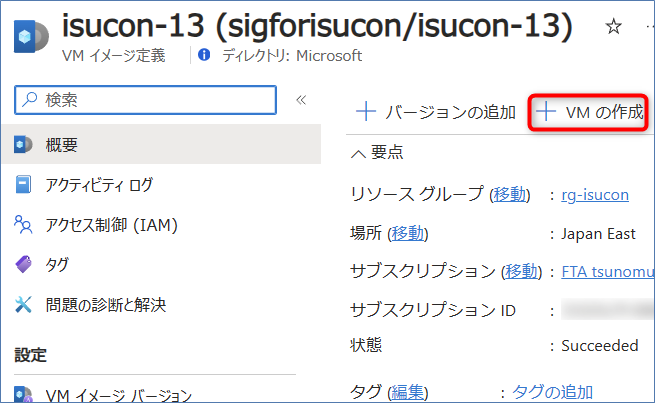 isucon-13 (sigforisucon/isucon-13)
VM イメージ定義
ディレクトリ: Microsoft
検索
概要
アクティビティ ログ
アクセス制御 (IAM)
タグ
問題の診断と解決
設定
VM イメージ バージョン
バージョンの追加
VM の作成
要点
リソース グループ (移動) : rg-isucon
場所 (移動) : Japan East
サブスクリプション (移動) : FTA tsunomu
サブスクリプション ID :
状態 : Succeeded
タグ (編集) : タグの追加